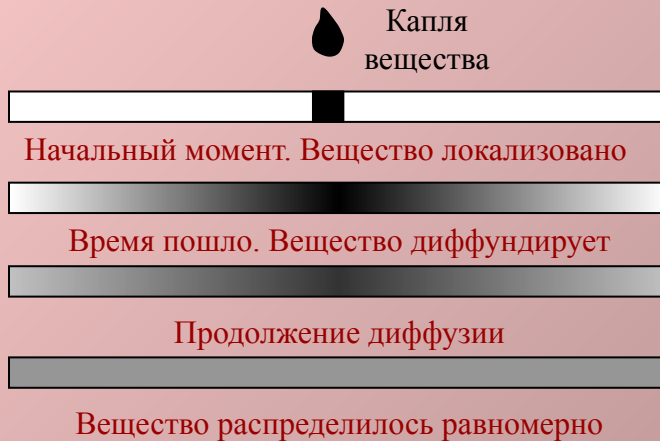 Капля
вещества
Начальный момент. Вещество локализовано
Время пошло. Вещество диффундирует
Продолжение диффузии
Вещество распределилось равномерно